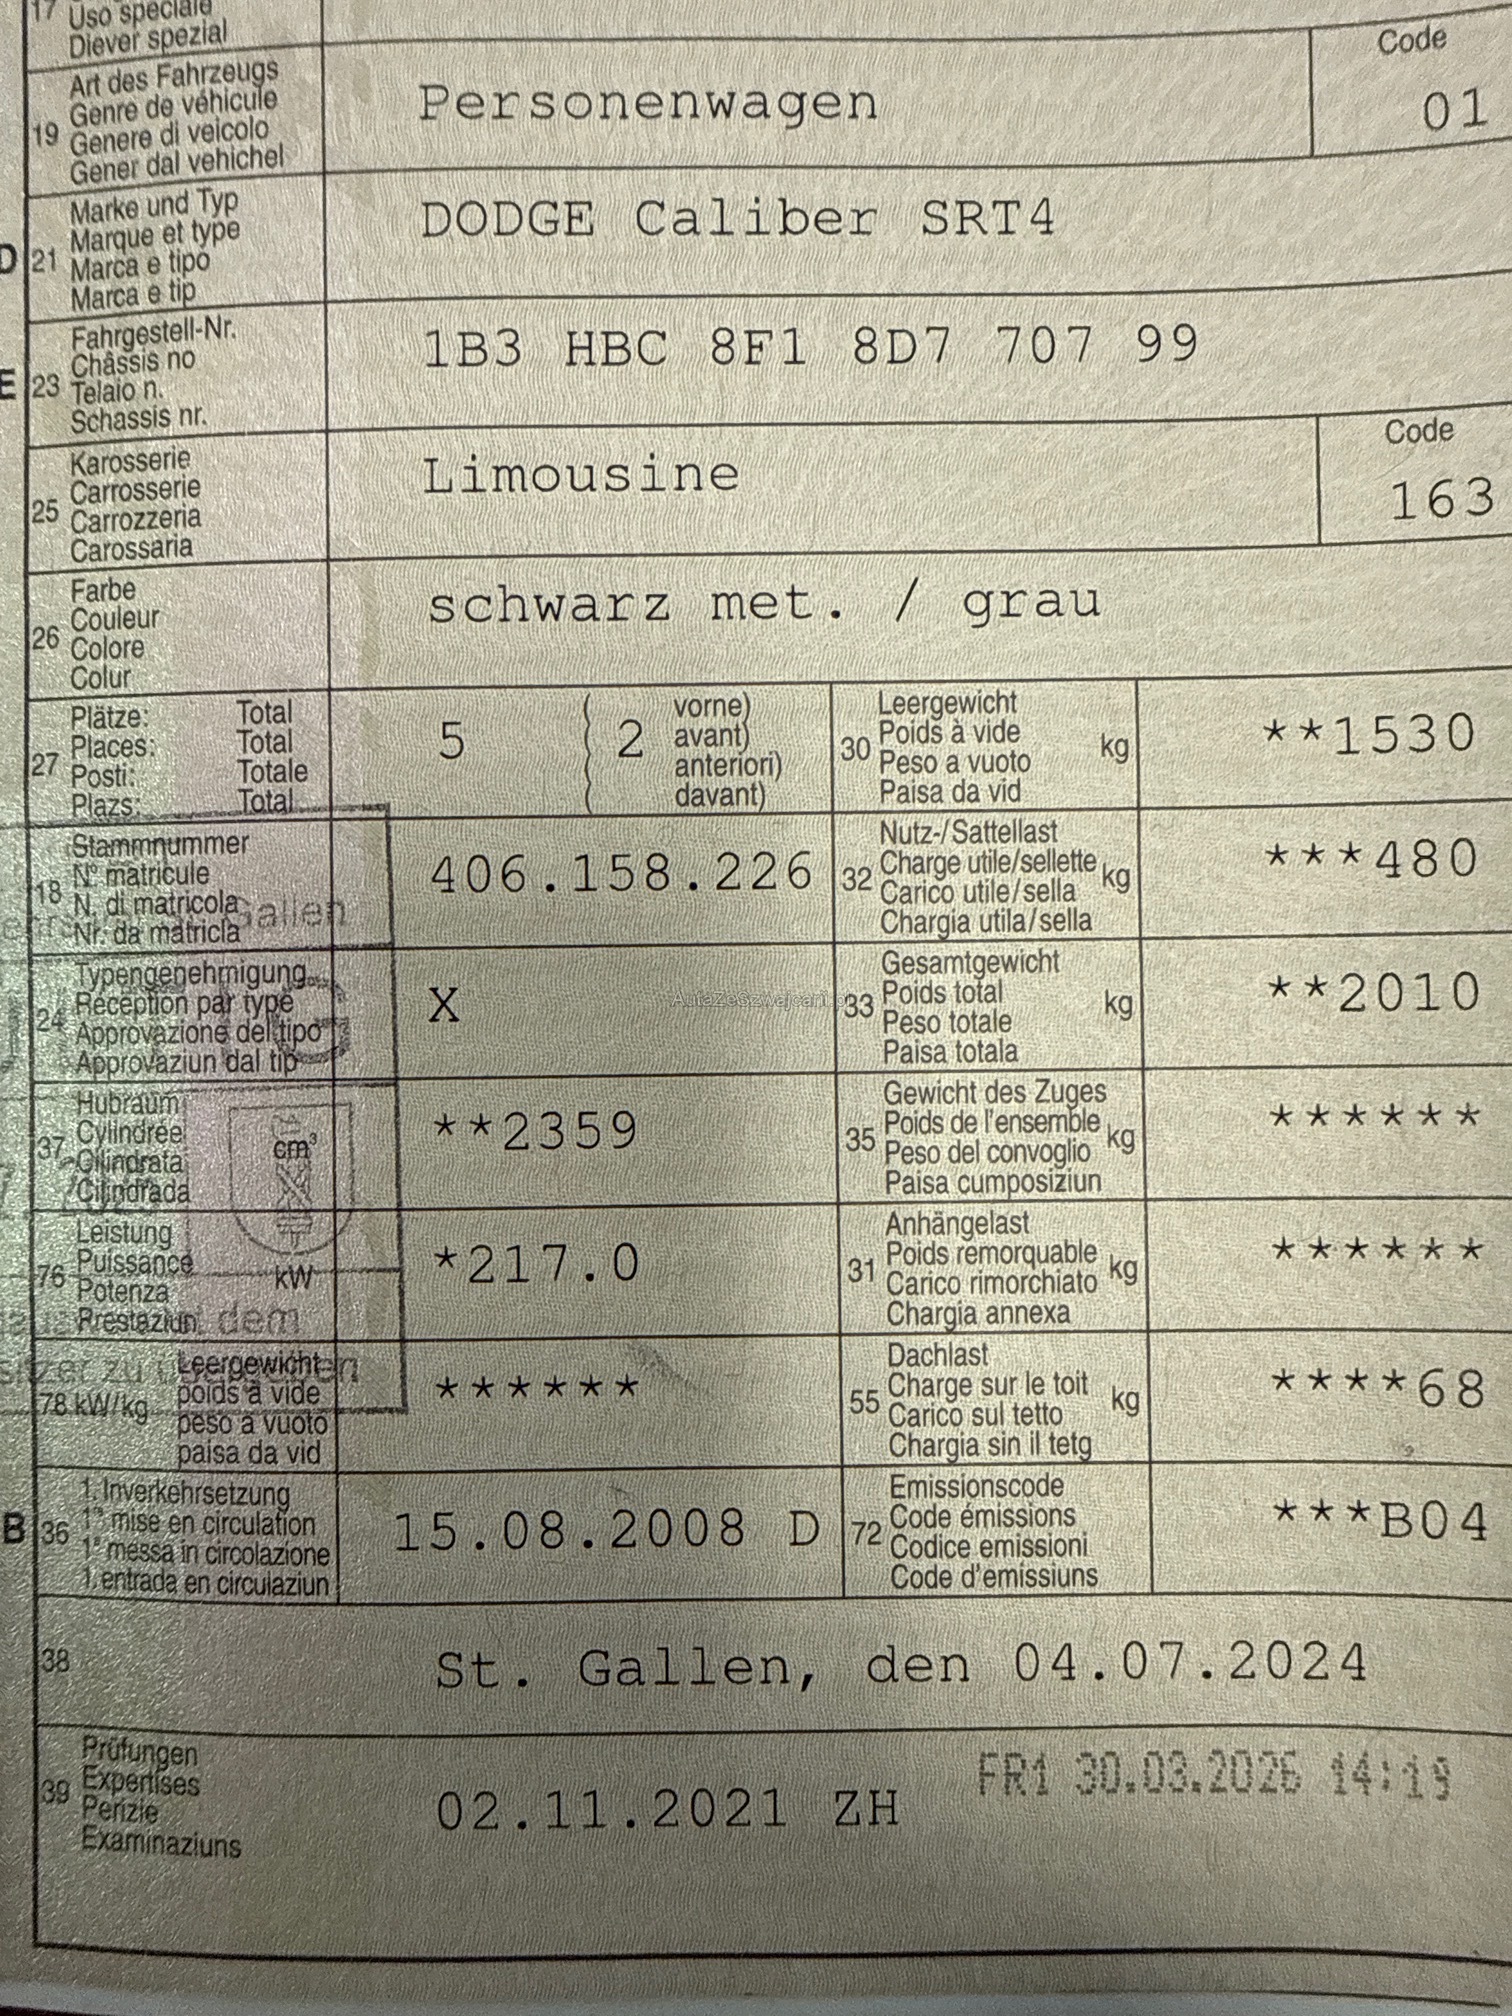 17 Uso speciale
Diever spezial
19 Art des Fahrzeugs
Genre de véhicule
Genere di veicolo
Gener dal vehichel
Personenwagen
Code
01
D 21 Marke und Typ
Marque et type
Marca e tipo
Marca e tip
DODGE Caliber SRT4
E 23 Fahrgestell-Nr.
Châssis no
Telaio n.
Schassis nr.
1B3 HBC 8F1 8D7 707 99
25 Karosserie
Carrosserie
Carrozzeria
Carossaria
Limousine
Code
163
26 Farbe
Couleur
Colore
Colur
schwarz met. / grau
27 Plätze: Total
Places: Total
Posti: Totale
Plazs: Total
5 ( 2 vorne)
avant)
anteriori)
davant)
30 Leergewicht
Poids à vide
Peso a vuoto
Paisa da vid
kg
**1530
18 Stammnummer
N° matricule
N. di matricola
Nr. da matricla
Gallen
406.158.226
32 Nutz-/Sattellast
Charge utile/sellette
Carico utile/sella
Chargia utila/sella
kg
***480
24 Typengenehmigung
Réception par type
Approvazione del tipo
Approvaziun dal tip
X
33 Gesamtgewicht
Poids total
Peso totale
Paisa totala
kg
**2010
37 Hubraum
Cylindrée
Cilindrata
Cilindrada
cm³
**2359
35 Gewicht des Zuges
Poids de l'ensemble
Peso del convoglio
Paisa cumposiziun
kg
******
76 Leistung
Puissance
Potenza
Prestaziun
kW
dem
*217.0
31 Anhängelast
Poids remorquable
Carico rimorchiato
Chargia annexa
kg
******
78 kW/kg Leergewicht
poids à vide
peso a vuoto
paisa da vid
******
55 Dachlast
Charge sur le toit
Carico sul tetto
Chargia sin il tetg
kg
****68
B 36 1. Inverkehrsetzung
1re mise en circulation
1a messa in circolazione
1. entrada en circulaziun
15.08.2008 D
72 Emissionscode
Code émissions
Codice emissioni
Code d'emissiuns
***B04
38
St. Gallen, den 04.07.2024
39 Prüfungen
Expertises
Perizie
Examinaziuns
02.11.2021 ZH
FR1 30.03.2026 14:19